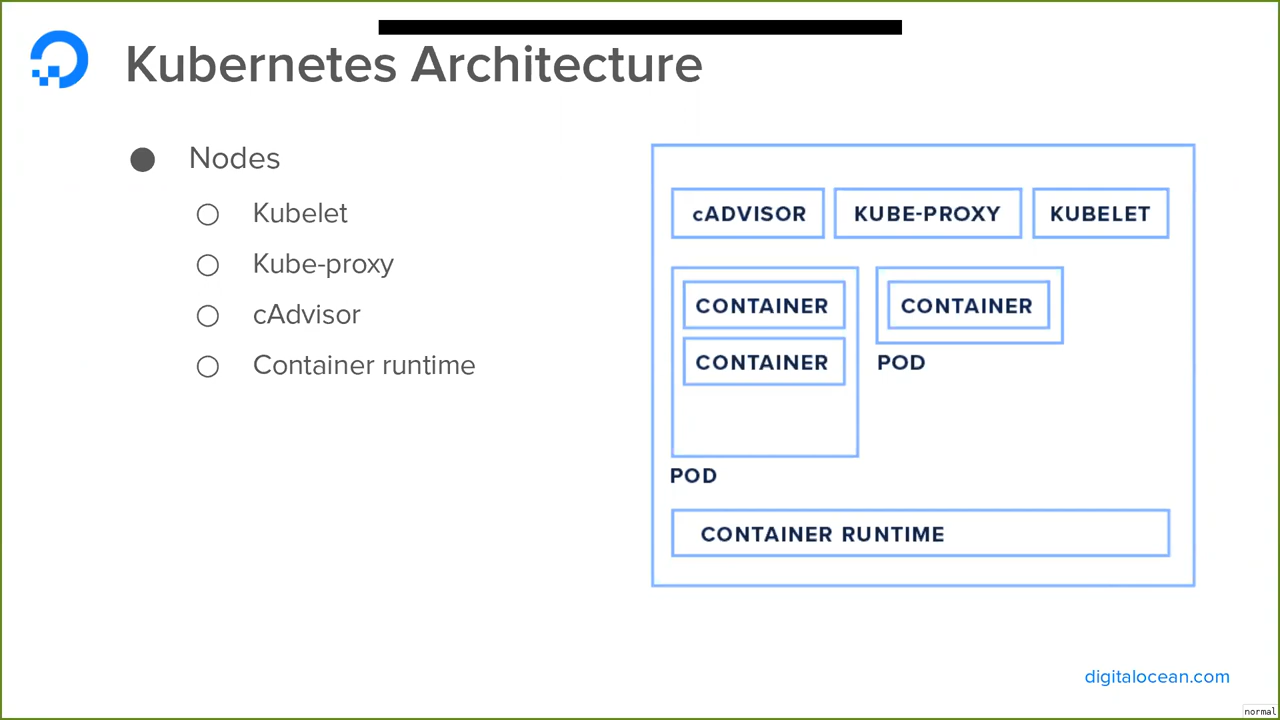 Kubernetes Architecture
Nodes
Kubelet
Kube-proxy
cAdvisor
Container runtime
cADVISOR
KUBE-PROXY
KUBELET
CONTAINER
CONTAINER
POD
CONTAINER
POD
CONTAINER RUNTIME
digitalocean.com
normal